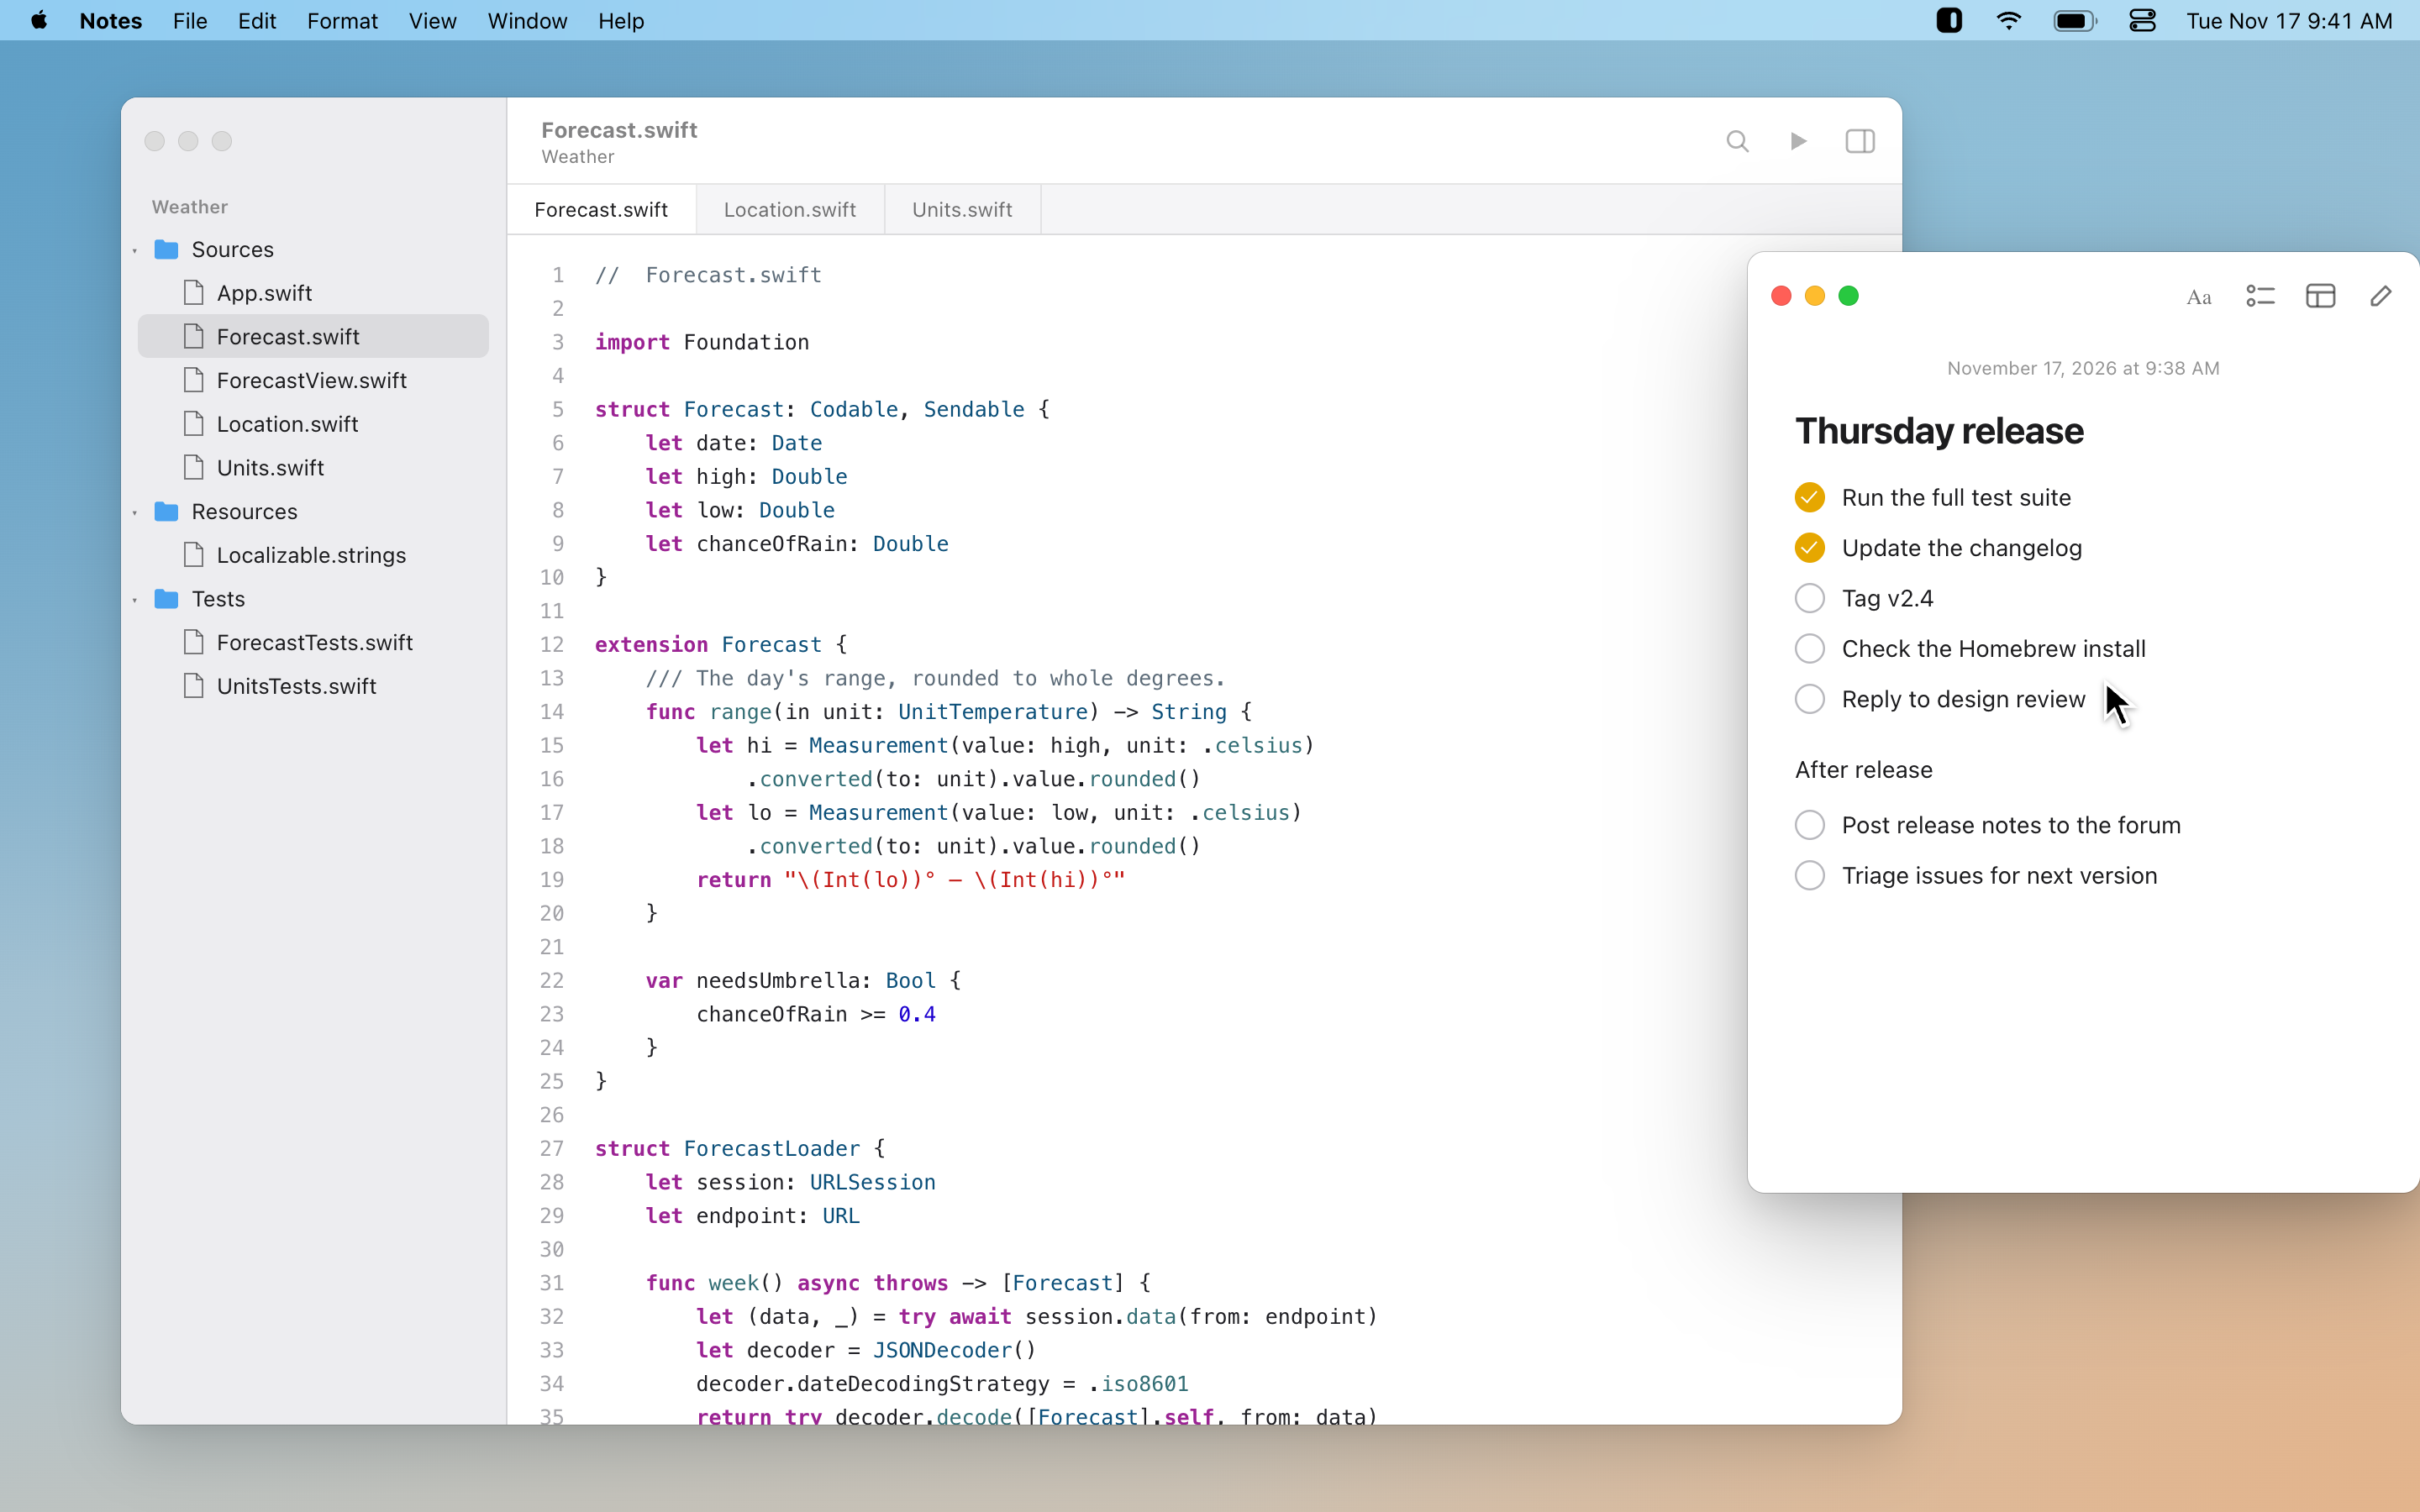 Notes File Edit Format View Window Help
Tue Nov 17 9:41 AM
Weather
Sources
App.swift
Forecast.swift
ForecastView.swift
Location.swift
Units.swift
Resources
Localizable.strings
Tests
ForecastTests.swift
UnitsTests.swift
Forecast.swift
Weather
Forecast.swift Location.swift Units.swift
1 //  Forecast.swift
2
3 import Foundation
4
5 struct Forecast: Codable, Sendable {
6     let date: Date
7     let high: Double
8     let low: Double
9     let chanceOfRain: Double
10 }
11
12 extension Forecast {
13     /// The day's range, rounded to whole degrees.
14     func range(in unit: UnitTemperature) -> String {
15         let hi = Measurement(value: high, unit: .celsius)
16             .converted(to: unit).value.rounded()
17         let lo = Measurement(value: low, unit: .celsius)
18             .converted(to: unit).value.rounded()
19         return "\(Int(lo))° – \(Int(hi))°"
20     }
21
22     var needsUmbrella: Bool {
23         chanceOfRain >= 0.4
24     }
25 }
26
27 struct ForecastLoader {
28     let session: URLSession
29     let endpoint: URL
30
31     func week() async throws -> [Forecast] {
32         let (data, _) = try await session.data(from: endpoint)
33         let decoder = JSONDecoder()
34         decoder.dateDecodingStrategy = .iso8601
35         return try decoder.decode([Forecast].self, from: data)
Aa
November 17, 2026 at 9:38 AM
Thursday release
Run the full test suite
Update the changelog
Tag v2.4
Check the Homebrew install
Reply to design review
After release
Post release notes to the forum
Triage issues for next version